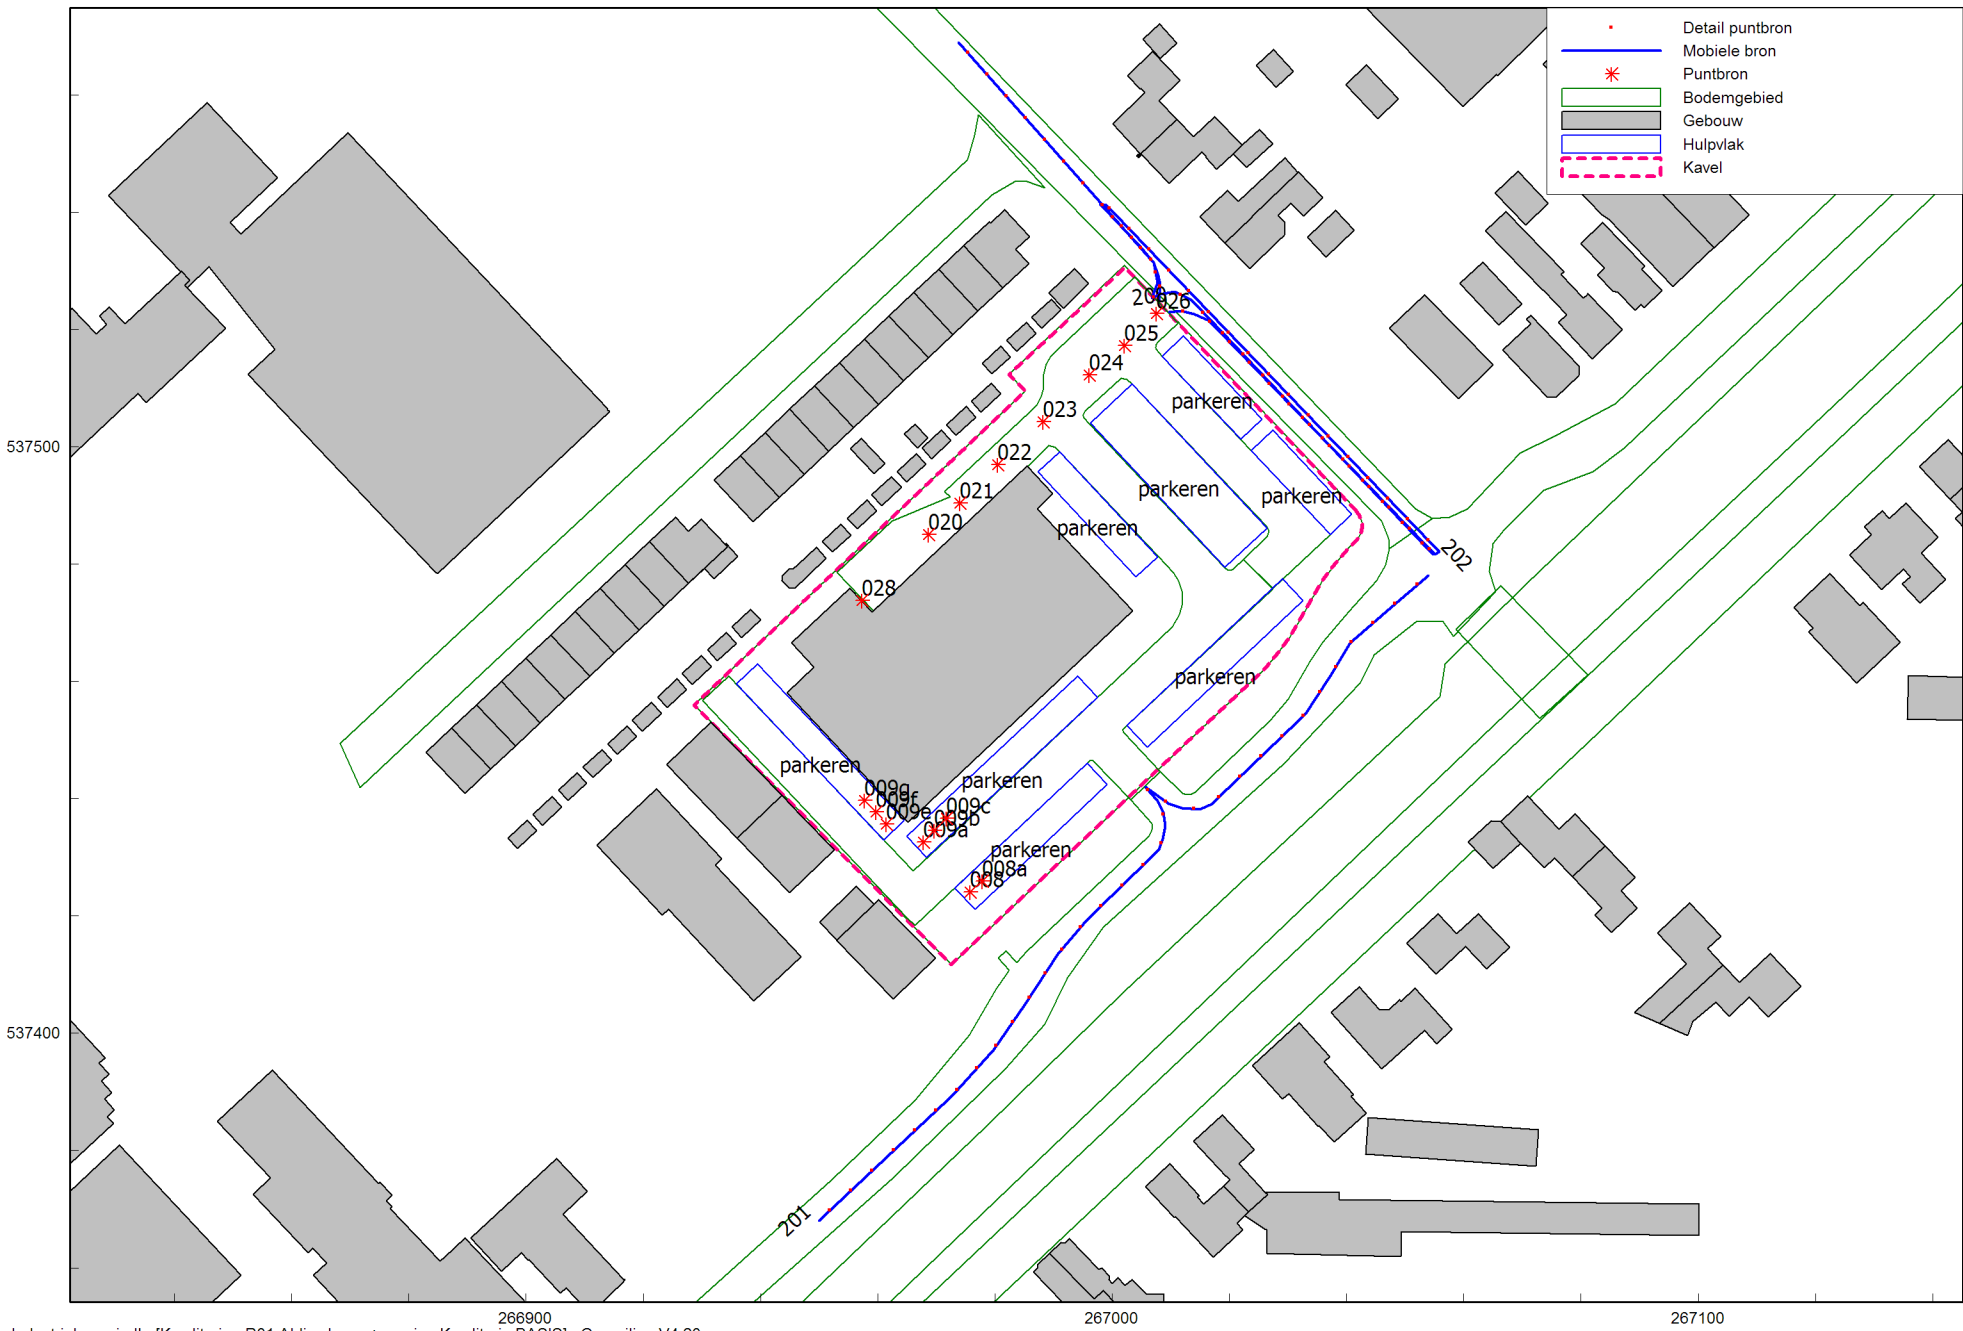 Detail puntbron
Mobiele bron
Puntbron
Bodemgebied
Gebouw
Hulpvlak
Kavel
026
025
024
parkeren
023
537500
022
parkeren
021
parkeren
020
parkeren
202
028
parkeren
parkeren
parkeren
009g
009f
009c
009e
009b
009a
parkeren
008a
008
537400
201
266900
267000
267100